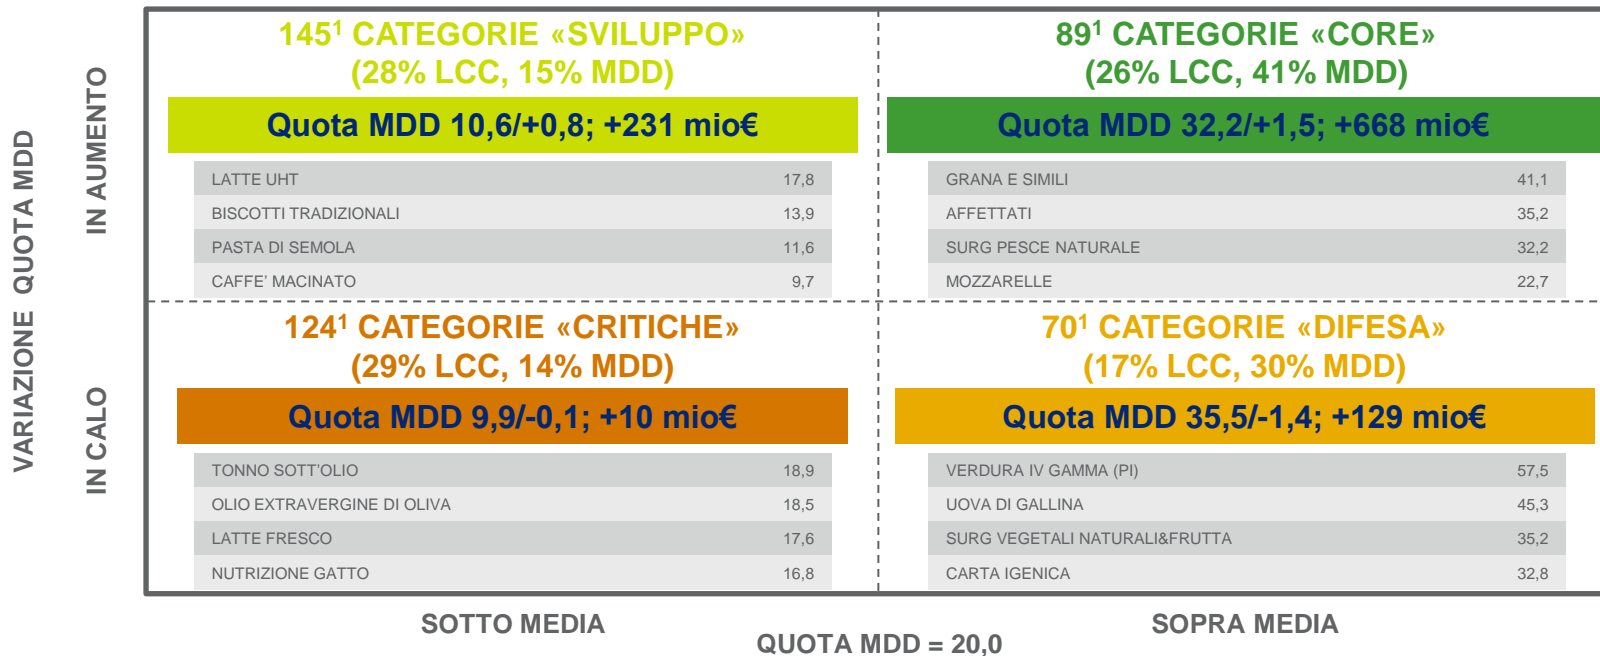 VARIAZIONE QUOTA MDD
IN AUMENTO
145¹ CATEGORIE «SVILUPPO»
(28% LCC, 15% MDD)
Quota MDD 10,6/+0,8; +231 mio€
LATTE UHT 17,8
BISCOTTI TRADIZIONALI 13,9
PASTA DI SEMOLA 11,6
CAFFE' MACINATO 9,7
89¹ CATEGORIE «CORE»
(26% LCC, 41% MDD)
Quota MDD 32,2/+1,5; +668 mio€
GRANA E SIMILI 41,1
AFFETTATI 35,2
SURG PESCE NATURALE 32,2
MOZZARELLE 22,7
IN CALO
124¹ CATEGORIE «CRITICHE»
(29% LCC, 14% MDD)
Quota MDD 9,9/-0,1; +10 mio€
TONNO SOTT'OLIO 18,9
OLIO EXTRAVERGINE DI OLIVA 18,5
LATTE FRESCO 17,6
NUTRIZIONE GATTO 16,8
70¹ CATEGORIE «DIFESA»
(17% LCC, 30% MDD)
Quota MDD 35,5/-1,4; +129 mio€
VERDURA IV GAMMA (PI) 57,5
UOVA DI GALLINA 45,3
SURG VEGETALI NATURALI&FRUTTA 35,2
CARTA IGENICA 32,8
SOTTO MEDIA
SOPRA MEDIA
QUOTA MDD = 20,0